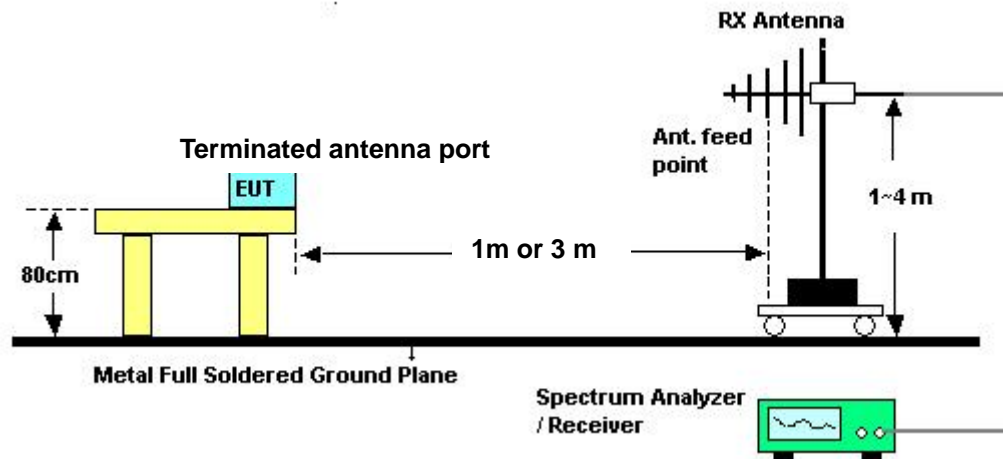 RX Antenna
Terminated antenna port
Ant. feed
point
EUT
1~4 m
1m or 3 m
80cm
Metal Full Soldered Ground Plane
Spectrum Analyzer
/ Receiver